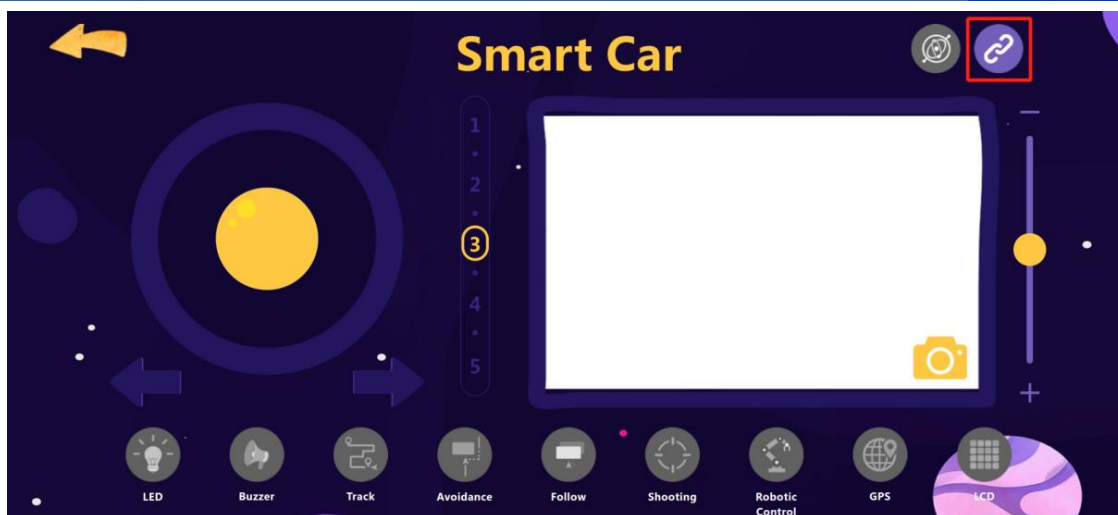 Smart Car
1
2
3
4
5
LED
Buzzer
Track
Avoidance
Follow
Shooting
Robotic
Control
GPS
LCD